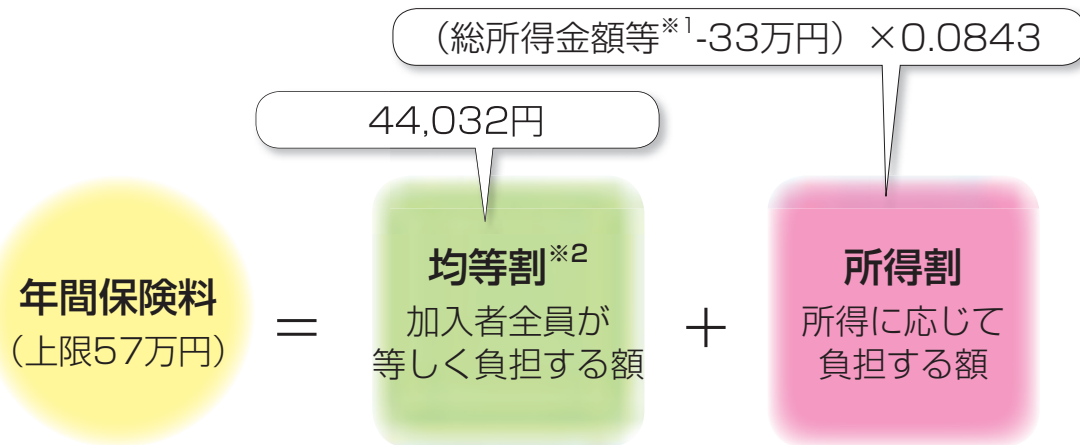 （総所得金額等※1-33万円）×0.0843
44,032円
年間保険料
（上限57万円）
＝
均等割※2
加入者全員が
等しく負担する額
＋
所得割
所得に応じて
負担する額